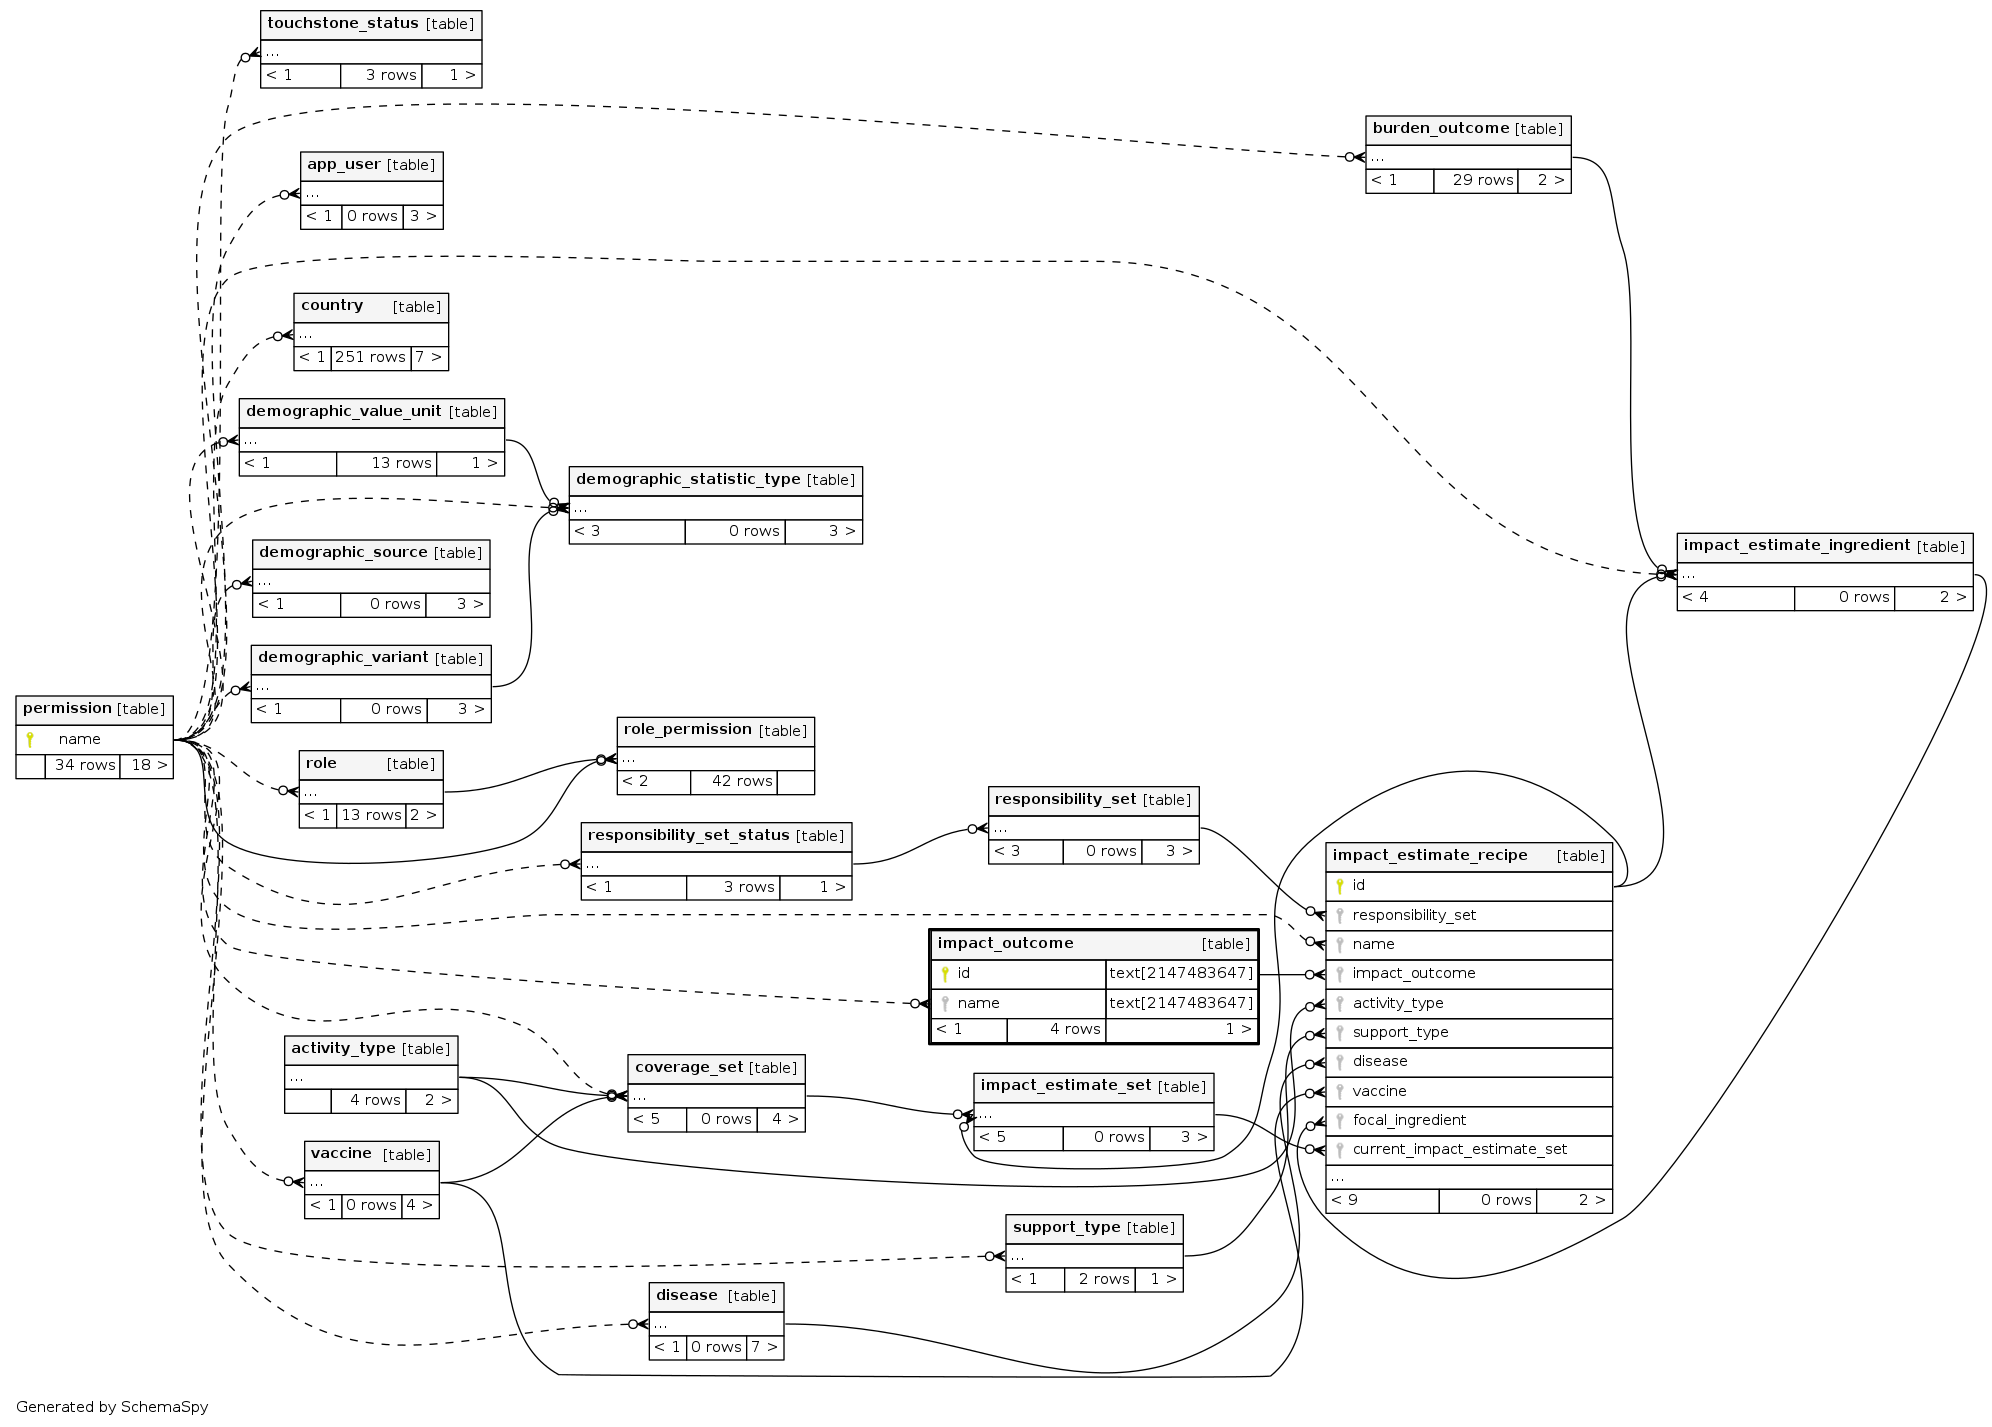 touchstone_status [table]
...
< 1 3 rows 1 >
burden_outcome [table]
...
< 1 29 rows 2 >
app_user [table]
...
< 1 0 rows 3 >
country [table]
...
< 1 251 rows 7 >
demographic_value_unit [table]
...
< 1 13 rows 1 >
demographic_statistic_type [table]
...
< 3 0 rows 3 >
demographic_source [table]
...
< 1 0 rows 3 >
impact_estimate_ingredient [table]
...
< 4 0 rows 2 >
demographic_variant [table]
...
< 1 0 rows 3 >
permission [table]
name
34 rows 18 >
role_permission [table]
...
< 2 42 rows
role [table]
...
< 1 13 rows 2 >
responsibility_set [table]
...
< 3 0 rows 3 >
responsibility_set_status [table]
...
< 1 3 rows 1 >
impact_estimate_recipe [table]
id
responsibility_set
name
impact_outcome
activity_type
support_type
disease
vaccine
focal_ingredient
current_impact_estimate_set
...
< 9 0 rows 2 >
impact_outcome [table]
id text[2147483647]
name text[2147483647]
< 1 4 rows 1 >
activity_type [table]
...
4 rows 2 >
coverage_set [table]
...
< 5 0 rows 4 >
impact_estimate_set [table]
...
< 5 0 rows 3 >
vaccine [table]
...
< 1 0 rows 4 >
support_type [table]
...
< 1 2 rows 1 >
disease [table]
...
< 1 0 rows 7 >
Generated by SchemaSpy